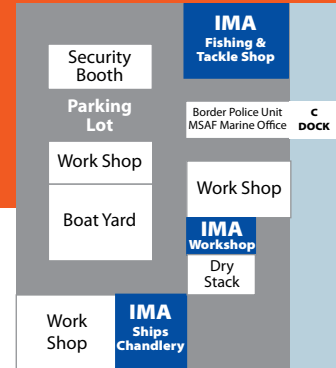 IMA
Fishing &
Tackle Shop
Security
Booth
Parking
Lot
Border Police Unit
MSAF Marine Office
C
DOCK
Work Shop
Work Shop
Boat Yard
IMA
Workshop
Dry
Stack
Work
Shop
IMA
Ships
Chandlery